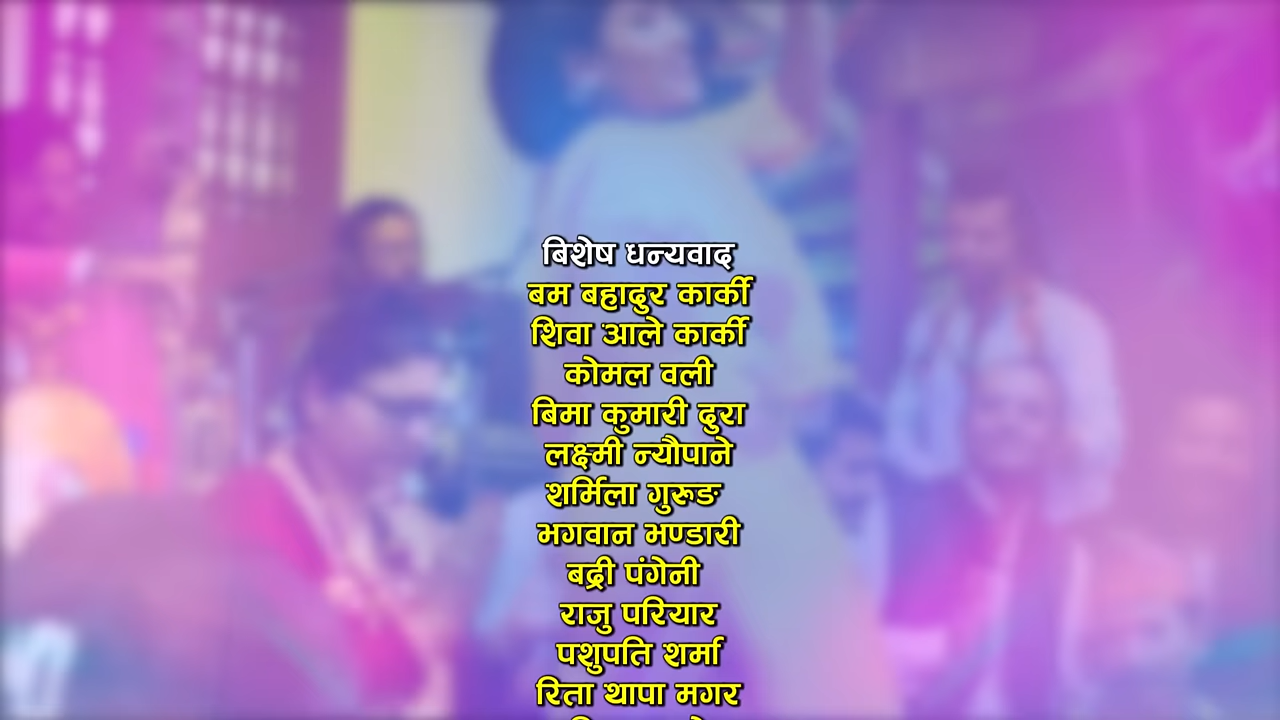 बिशेष धन्यवाद
बम बहादुर कार्की
शिवा आले कार्की
कोमल वली
बिमा कुमारी दुरा
लक्ष्मी न्यौपाने
शर्मिला गुरूङ
भगवान भण्डारी
बद्री पंगेनी
राजु परियार
पशुपति शर्मा
रिता थापा मगर